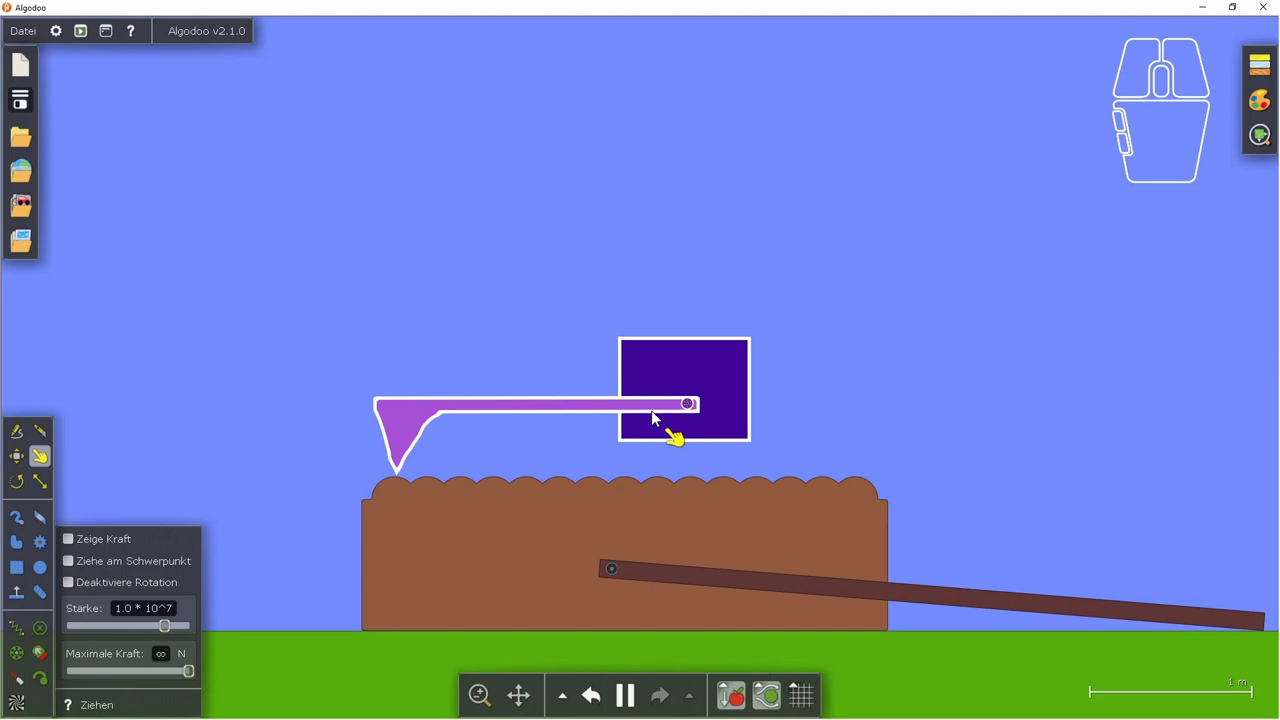 Algodoo
Datei
?
Algodoo v2.1.0
Zeige Kraft
Ziehe am Schwerpunkt
Deaktiviere Rotation
Stärke: 1.0 * 10^7
Maximale Kraft: ∞ N
? Ziehen
1 m